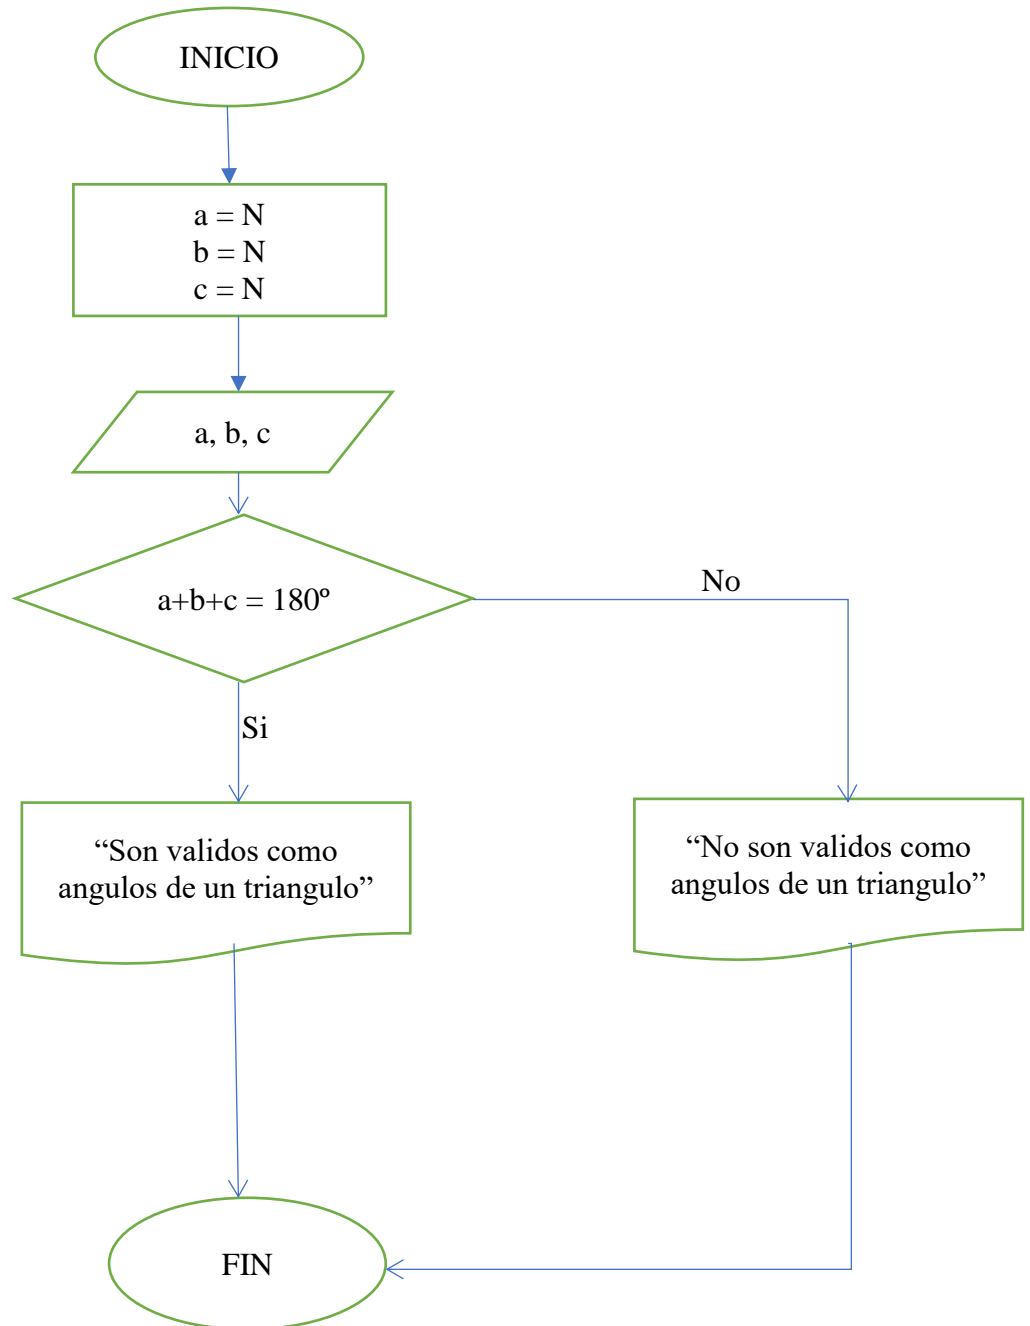 INICIO
a = N
b = N
c = N
a, b, c
a+b+c = 180º
No
Si
“Son validos como
angulos de un triangulo”
“No son validos como
angulos de un triangulo”
FIN